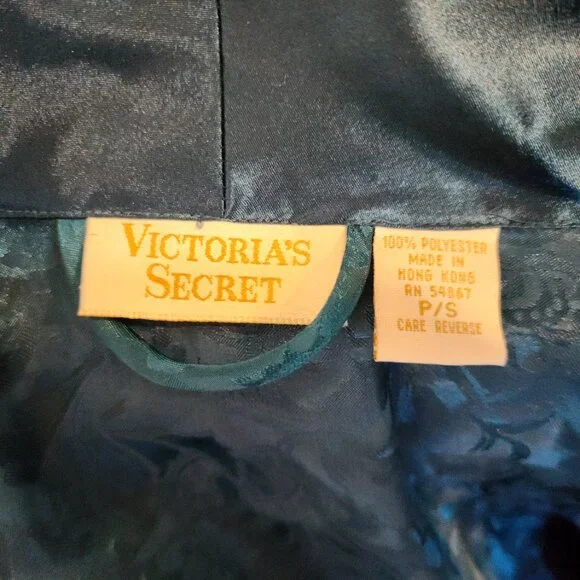 VICTORIA'S
SECRET
100% POLYESTER
MADE IN
HONG KONG
RN 54867
P/S
CARE REVERSE